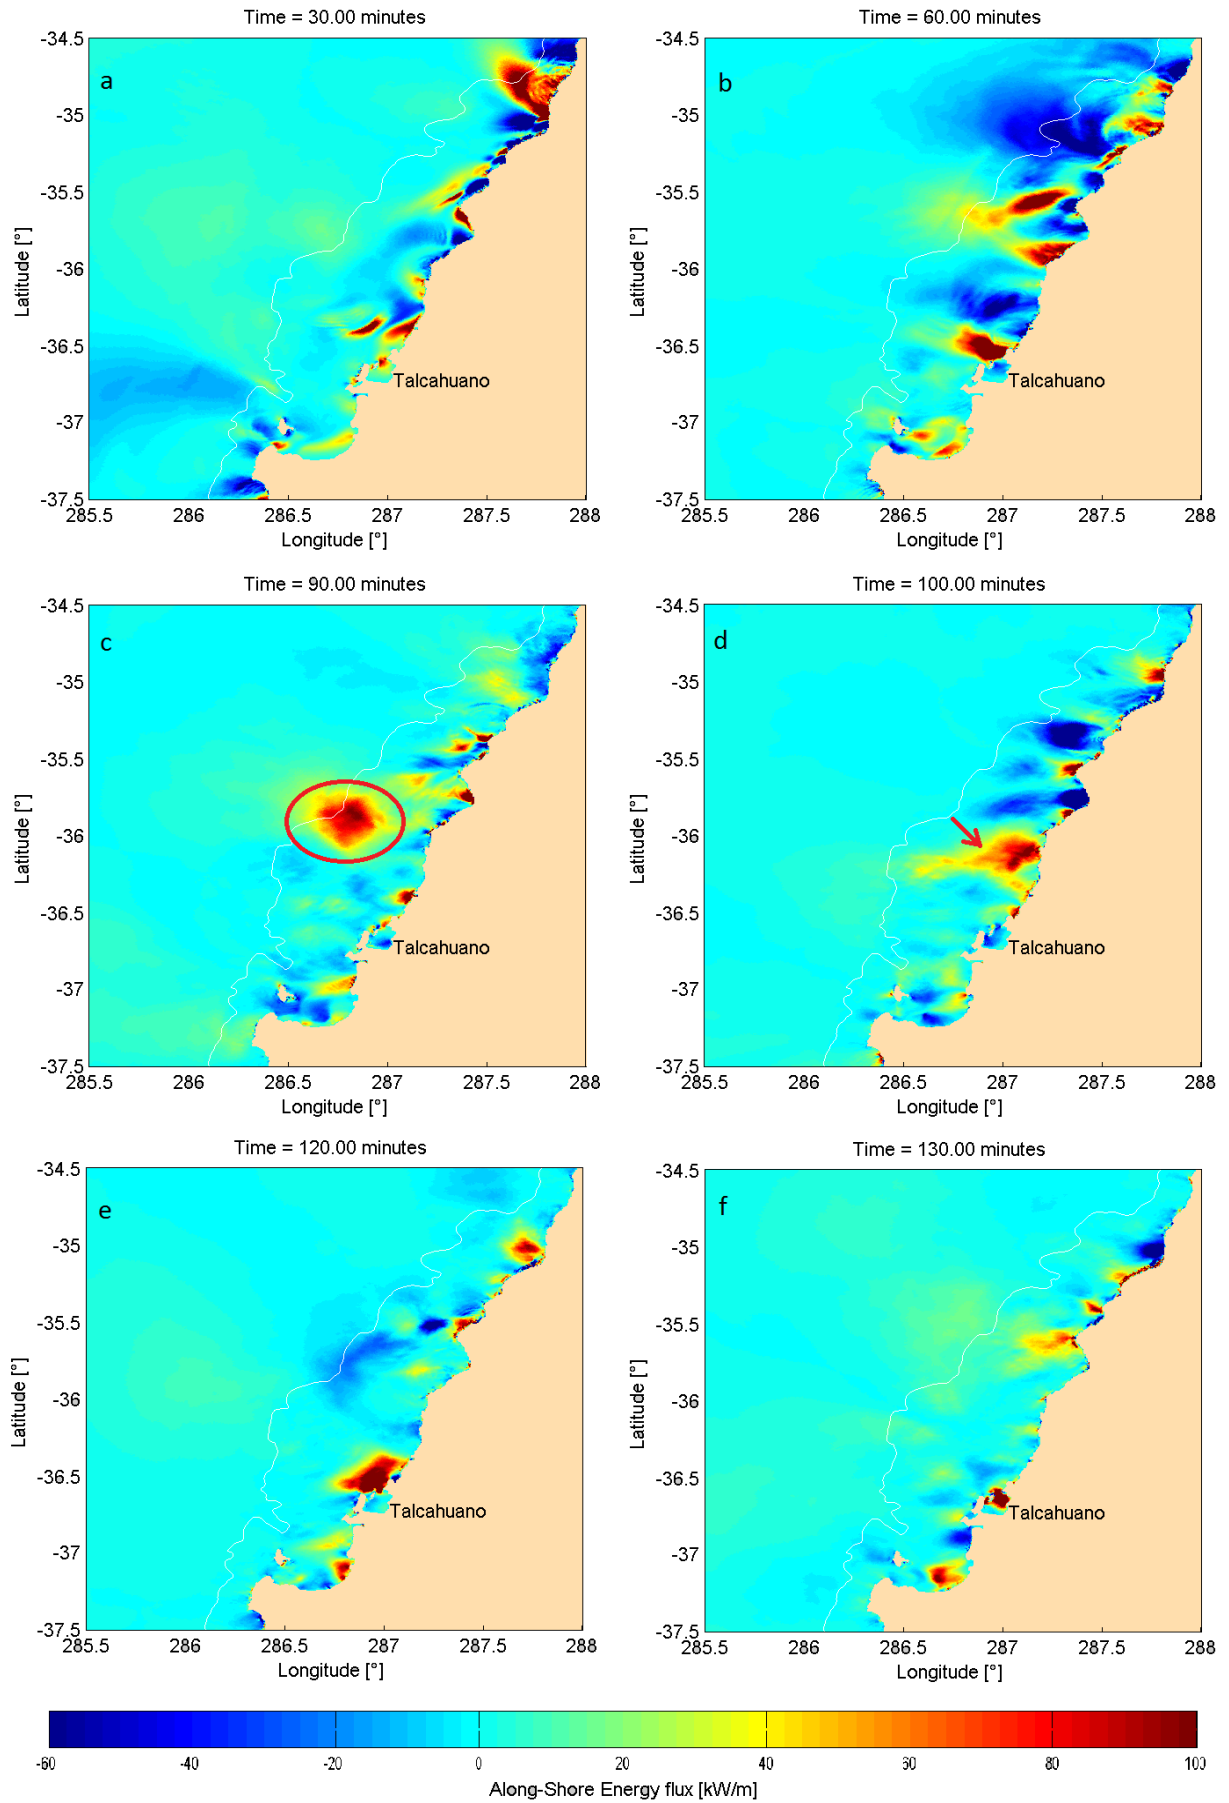 Time = 30.00 minutes
-34.5
a
-35
-35.5
Latitude [°]
-36
-36.5
Talcahuano
-37
-37.5
285.5 286 286.5 287 287.5 288
Longitude [°]
Time = 60.00 minutes
-34.5
b
-35
-35.5
Latitude [°]
-36
-36.5
Talcahuano
-37
-37.5
285.5 286 286.5 287 287.5 288
Longitude [°]
Time = 90.00 minutes
-34.5
c
-35
-35.5
Latitude [°]
-36
-36.5
Talcahuano
-37
-37.5
285.5 286 286.5 287 287.5 288
Longitude [°]
Time = 100.00 minutes
-34.5
d
-35
-35.5
Latitude [°]
-36
-36.5
Talcahuano
-37
-37.5
285.5 286 286.5 287 287.5 288
Longitude [°]
Time = 120.00 minutes
-34.5
e
-35
-35.5
Latitude [°]
-36
-36.5
Talcahuano
-37
-37.5
285.5 286 286.5 287 287.5 288
Longitude [°]
Time = 130.00 minutes
-34.5
f
-35
-35.5
Latitude [°]
-36
-36.5
Talcahuano
-37
-37.5
285.5 286 286.5 287 287.5 288
Longitude [°]
-60 -40 -20 0 20 40 60 80 100
Along-Shore Energy flux [kW/m]